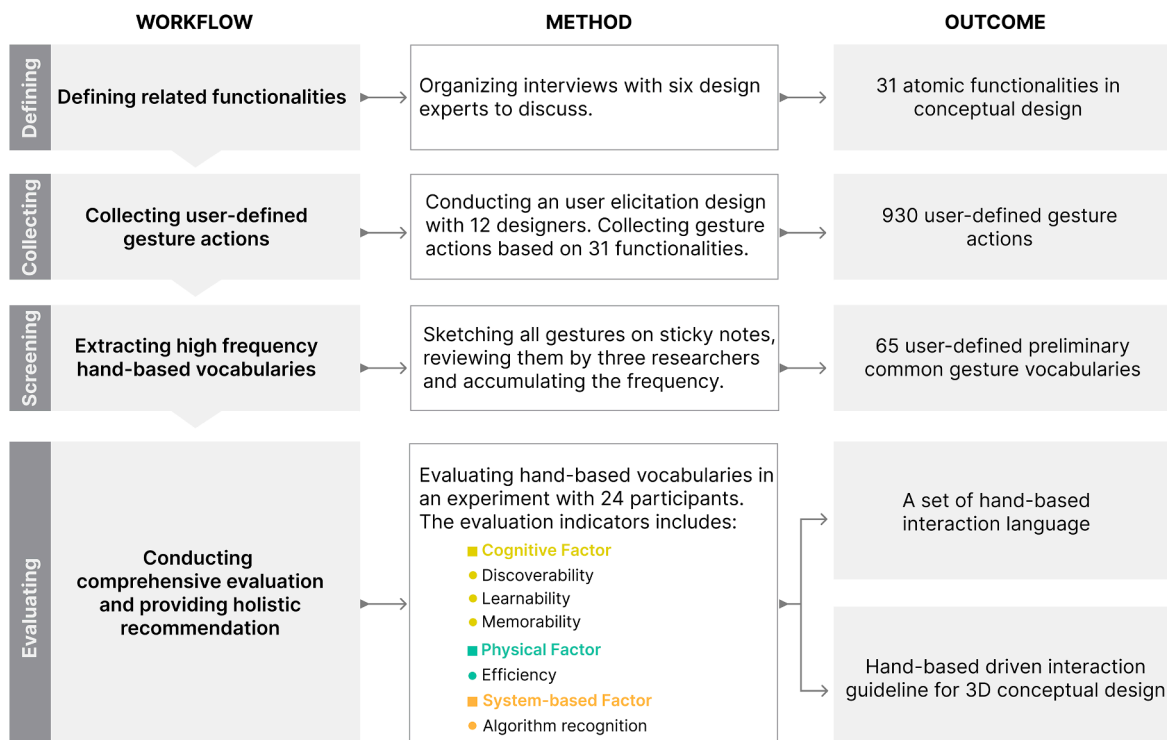 WORKFLOW
METHOD
OUTCOME
Defining
Defining related functionalities
Organizing interviews with six design
experts to discuss.
31 atomic functionalities in
conceptual design
Collecting
Collecting user-defined
gesture actions
Conducting an user elicitation design
with 12 designers. Collecting gesture
actions based on 31 functionalities.
930 user-defined gesture
actions
Screening
Extracting high frequency
hand-based vocabularies
Sketching all gestures on sticky notes,
reviewing them by three researchers
and accumulating the frequency.
65 user-defined preliminary
common gesture vocabularies
Evaluating
Conducting
comprehensive evaluation
and providing holistic
recommendation
Evaluating hand-based vocabularies in
an experiment with 24 participants.
The evaluation indicators includes:
Cognitive Factor
Discoverability
Learnability
Memorability
Physical Factor
Efficiency
System-based Factor
Algorithm recognition
A set of hand-based
interaction language
Hand-based driven interaction
guideline for 3D conceptual design